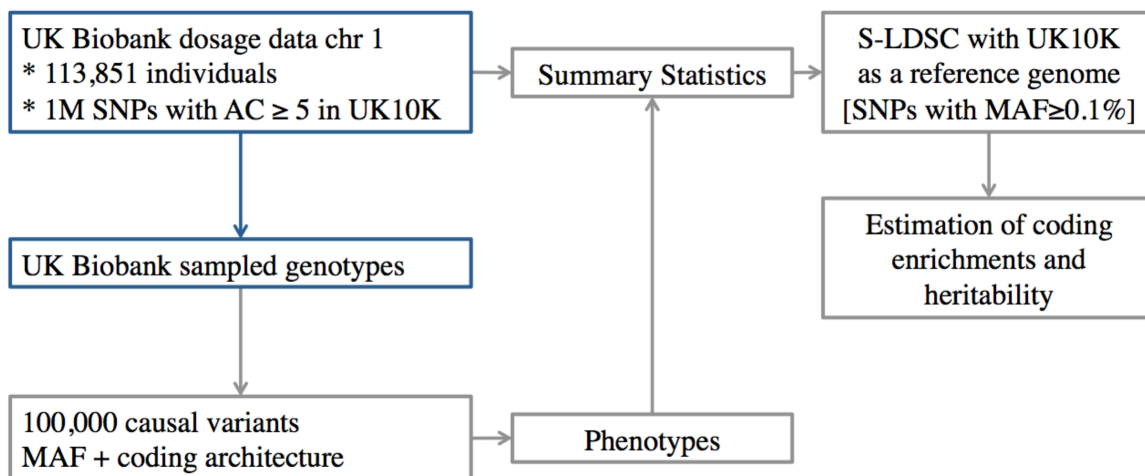 UK Biobank dosage data chr 1
* 113,851 individuals
* 1M SNPs with AC ≥ 5 in UK10K
Summary Statistics
S-LDSC with UK10K
as a reference genome
[SNPs with MAF≥0.1%]
UK Biobank sampled genotypes
Estimation of coding
enrichments and
heritability
100,000 causal variants
MAF + coding architecture
Phenotypes